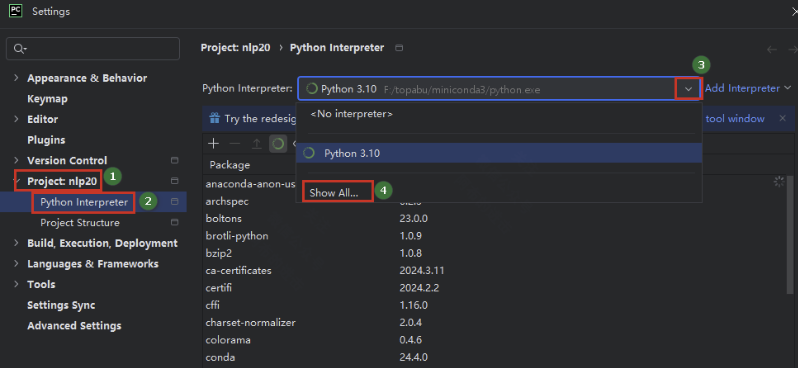 PC Settings
Project: nlp20 › Python Interpreter
Appearance & Behavior
Keymap
Editor
Plugins
Version Control
Project: nlp20 1
Python Interpreter 2
Project Structure
Build, Execution, Deployment
Languages & Frameworks
Tools
Settings Sync
Advanced Settings
3
Python Interpreter: Python 3.10 F:/topabu/miniconda3/python.exe Add Interpreter
<No interpreter>
Try the redesig tool window
Python 3.10
Package
Show All... 4
anaconda-anon-us
archspec
boltons 23.0.0
brotli-python 1.0.9
bzip2 1.0.8
ca-certificates 2024.3.11
certifi 2024.2.2
cffi 1.16.0
charset-normalizer 2.0.4
colorama 0.4.6
conda 24.4.0